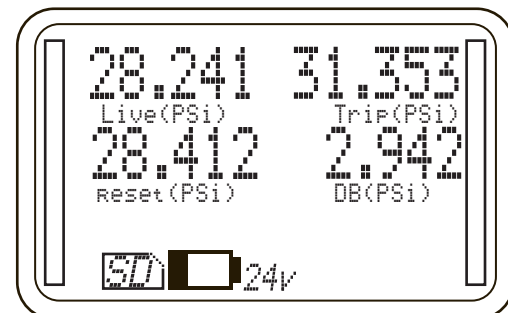 28.241 31.353
Live(PSi) Trip(PSi)
28.412 2.942
reset(PSi) DB(PSi)
SD 24v